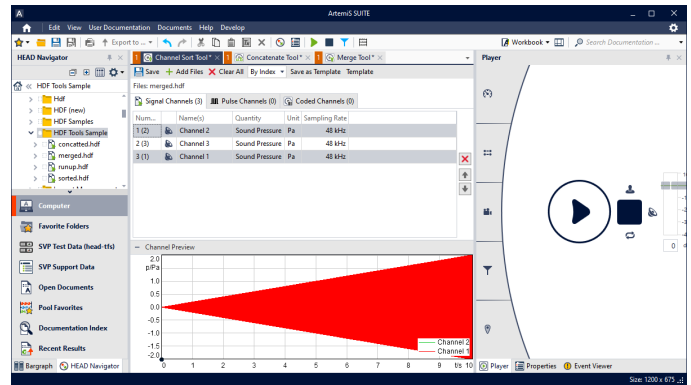 ArtemiS SUITE
Edit View User Documentation Documents Help Develop
Export to ...
Workbook
Search Documentation ...
HEAD Navigator
1 Channel Sort Tool* 1 Concatenate Tool* 1 Merge Tool*
Player
Save Add Files Clear All By Index Save as Template Template
HDF Tools Sample
Files: merged.hdf
Hdf
HDF (new)
HDF Samples
HDF Tools Sample
concatted.hdf
merged.hdf
runup.hdf
sorted.hdf
Signal Channels (3) Pulse Channels (0) Coded Channels (0)
Num... Name(s) Quantity Unit Sampling Rate
1 (2) Channel 2 Sound Pressure Pa 48 kHz
2 (3) Channel 3 Sound Pressure Pa 48 kHz
3 (1) Channel 1 Sound Pressure Pa 48 kHz
Computer
Favorite Folders
SVP Test Data (head-tfs)
SVP Support Data
Open Documents
Pool Favorites
Documentation Index
Recent Results
Channel Preview
2.0
p/Pa
1.0
0.5
0.0
-0.5
-1.0
-1.5
-2.0
Channel 2
Channel 1
0 1 2 3 4 5 6 7 8 9 t/s 10
0 d
Bargraph HEAD Navigator
Player Properties Event Viewer
Size: 1200 x 675